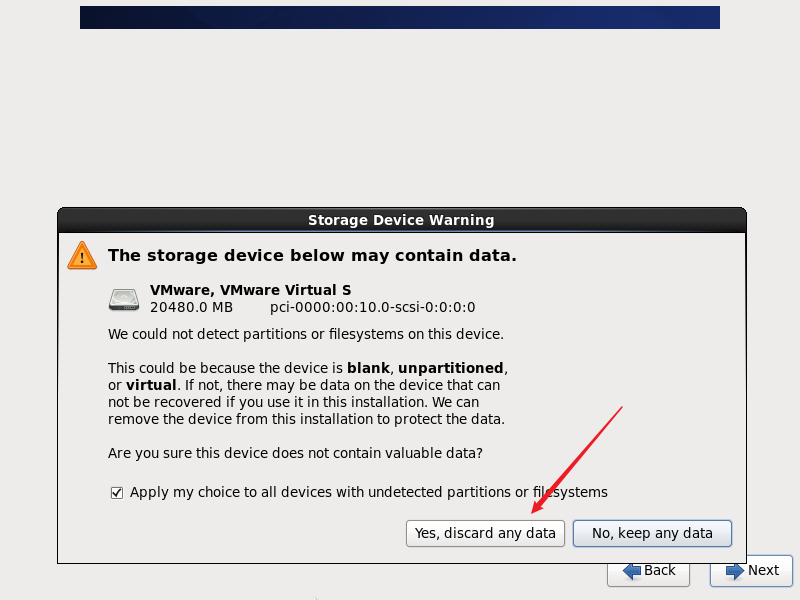 Storage Device Warning
The storage device below may contain data.
VMware, VMware Virtual S
20480.0 MB pci-0000:00:10.0-scsi-0:0:0:0
We could not detect partitions or filesystems on this device.
This could be because the device is blank, unpartitioned,
or virtual. If not, there may be data on the device that can
not be recovered if you use it in this installation. We can
remove the device from this installation to protect the data.
Are you sure this device does not contain valuable data?
Apply my choice to all devices with undetected partitions or filesystems
Yes, discard any data No, keep any data
Back Next